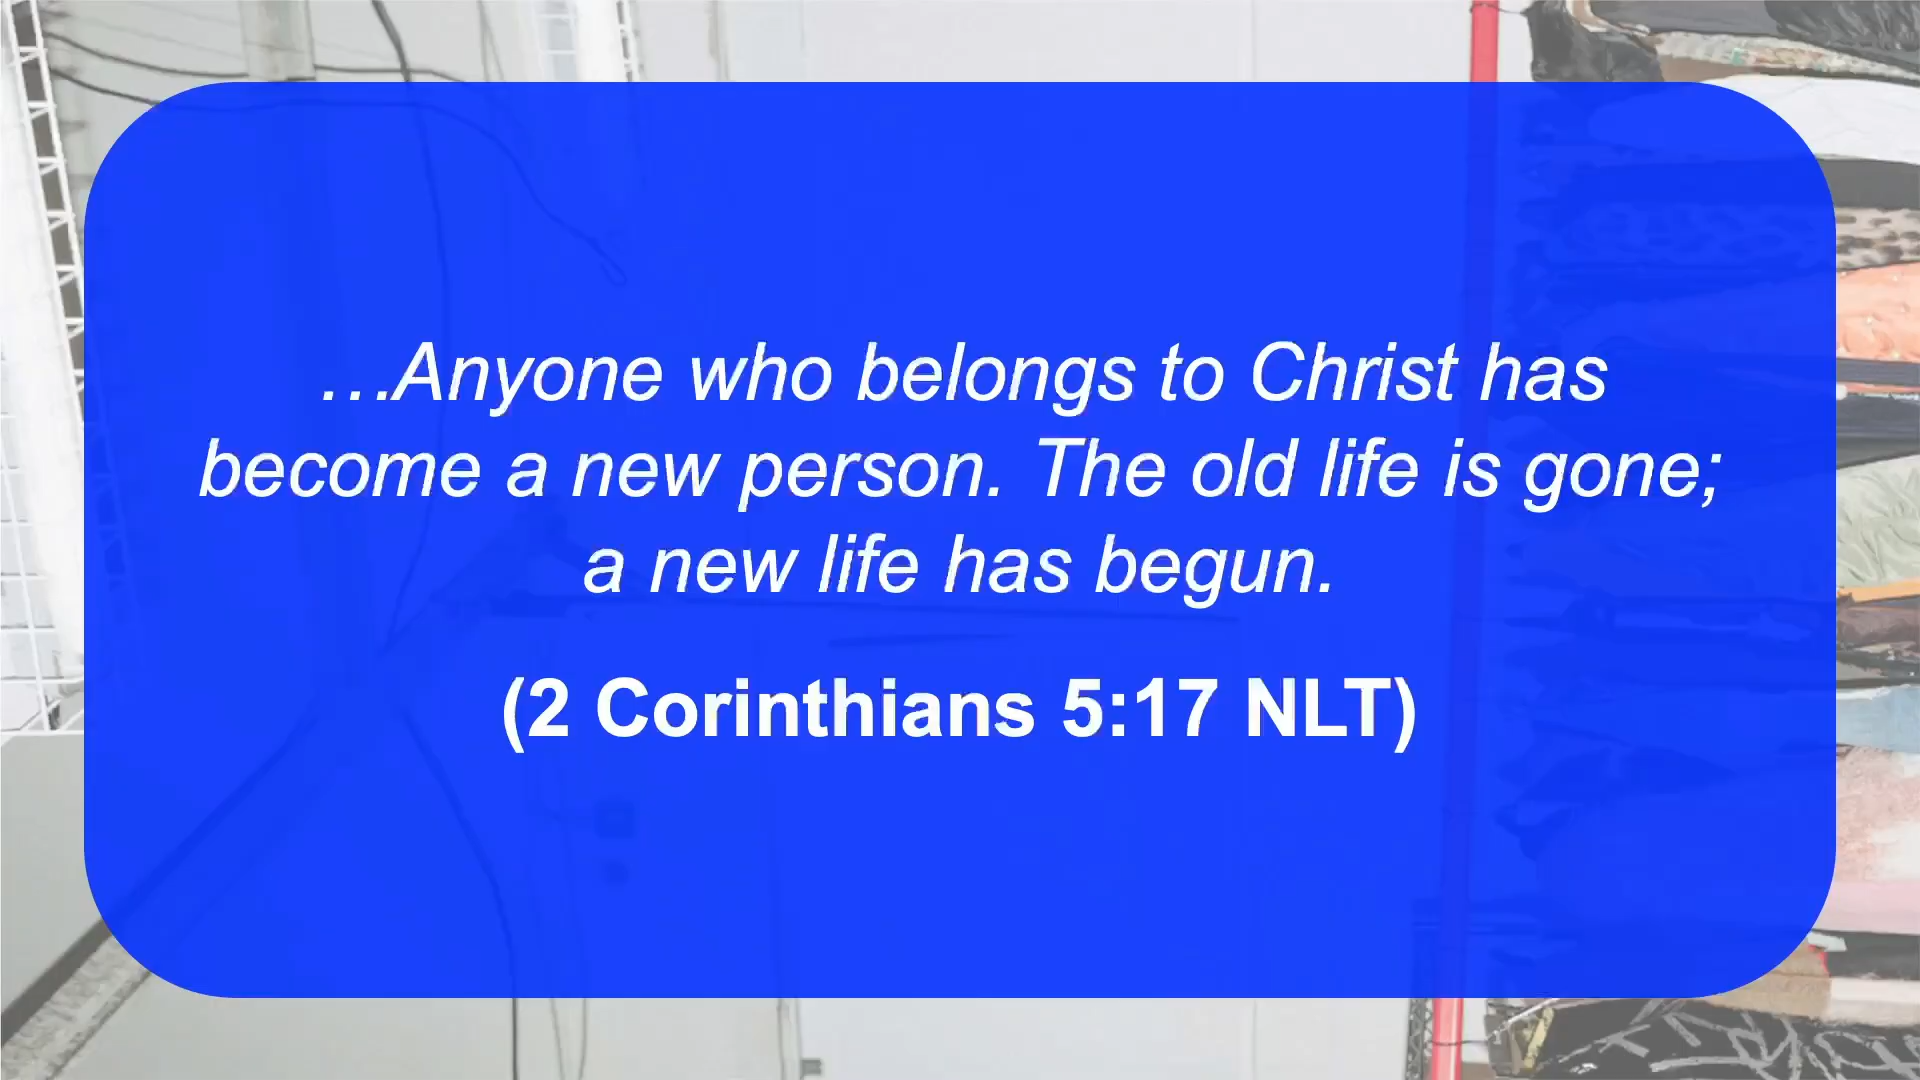 …Anyone who belongs to Christ has
become a new person. The old life is gone;
a new life has begun.
(2 Corinthians 5:17 NLT)